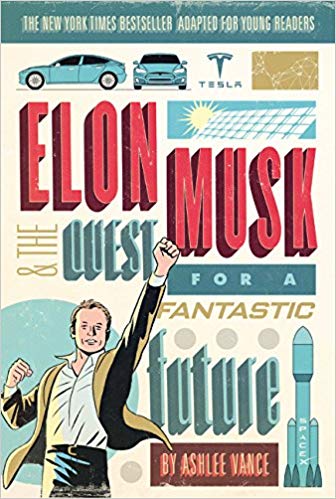 THE NEW YORK TIMES BESTSELLER ADAPTED FOR YOUNG READERS
TESLA
ELON
MUSK
& THE QUEST
FOR A
FANTASTIC
future
BY ASHLEE VANCE
SPACEX